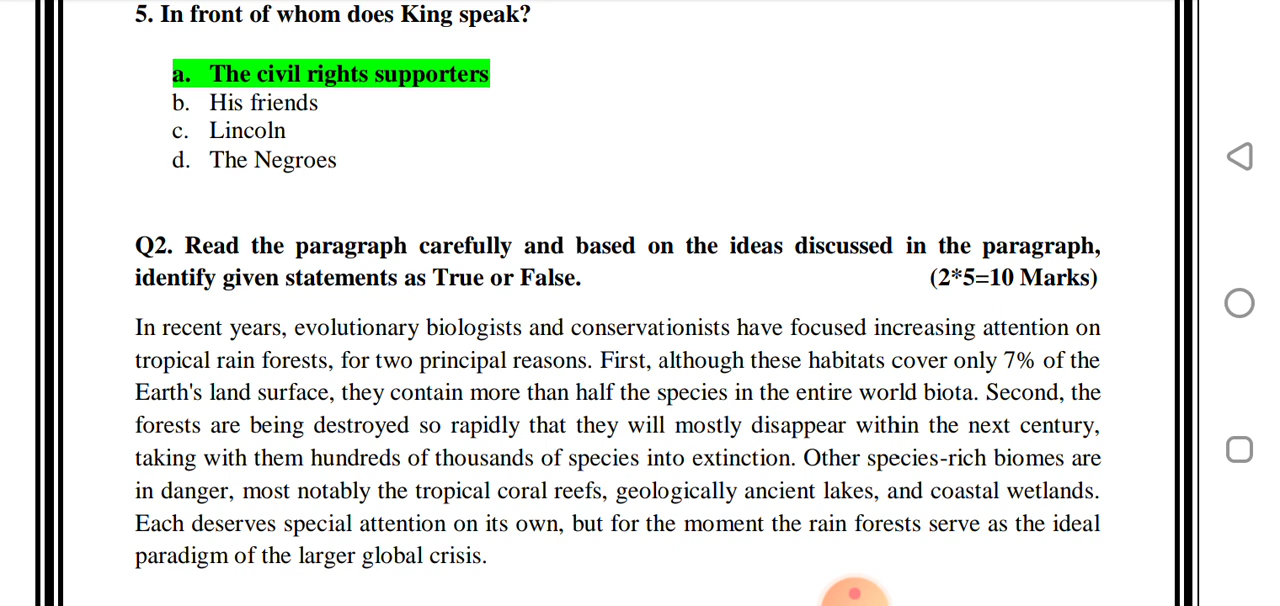 5. In front of whom does King speak?
a. The civil rights supporters
b. His friends
c. Lincoln
d. The Negroes
Q2. Read the paragraph carefully and based on the ideas discussed in the paragraph,
identify given statements as True or False. (2*5=10 Marks)
In recent years, evolutionary biologists and conservationists have focused increasing attention on
tropical rain forests, for two principal reasons. First, although these habitats cover only 7% of the
Earth's land surface, they contain more than half the species in the entire world biota. Second, the
forests are being destroyed so rapidly that they will mostly disappear within the next century,
taking with them hundreds of thousands of species into extinction. Other species-rich biomes are
in danger, most notably the tropical coral reefs, geologically ancient lakes, and coastal wetlands.
Each deserves special attention on its own, but for the moment the rain forests serve as the ideal
paradigm of the larger global crisis.